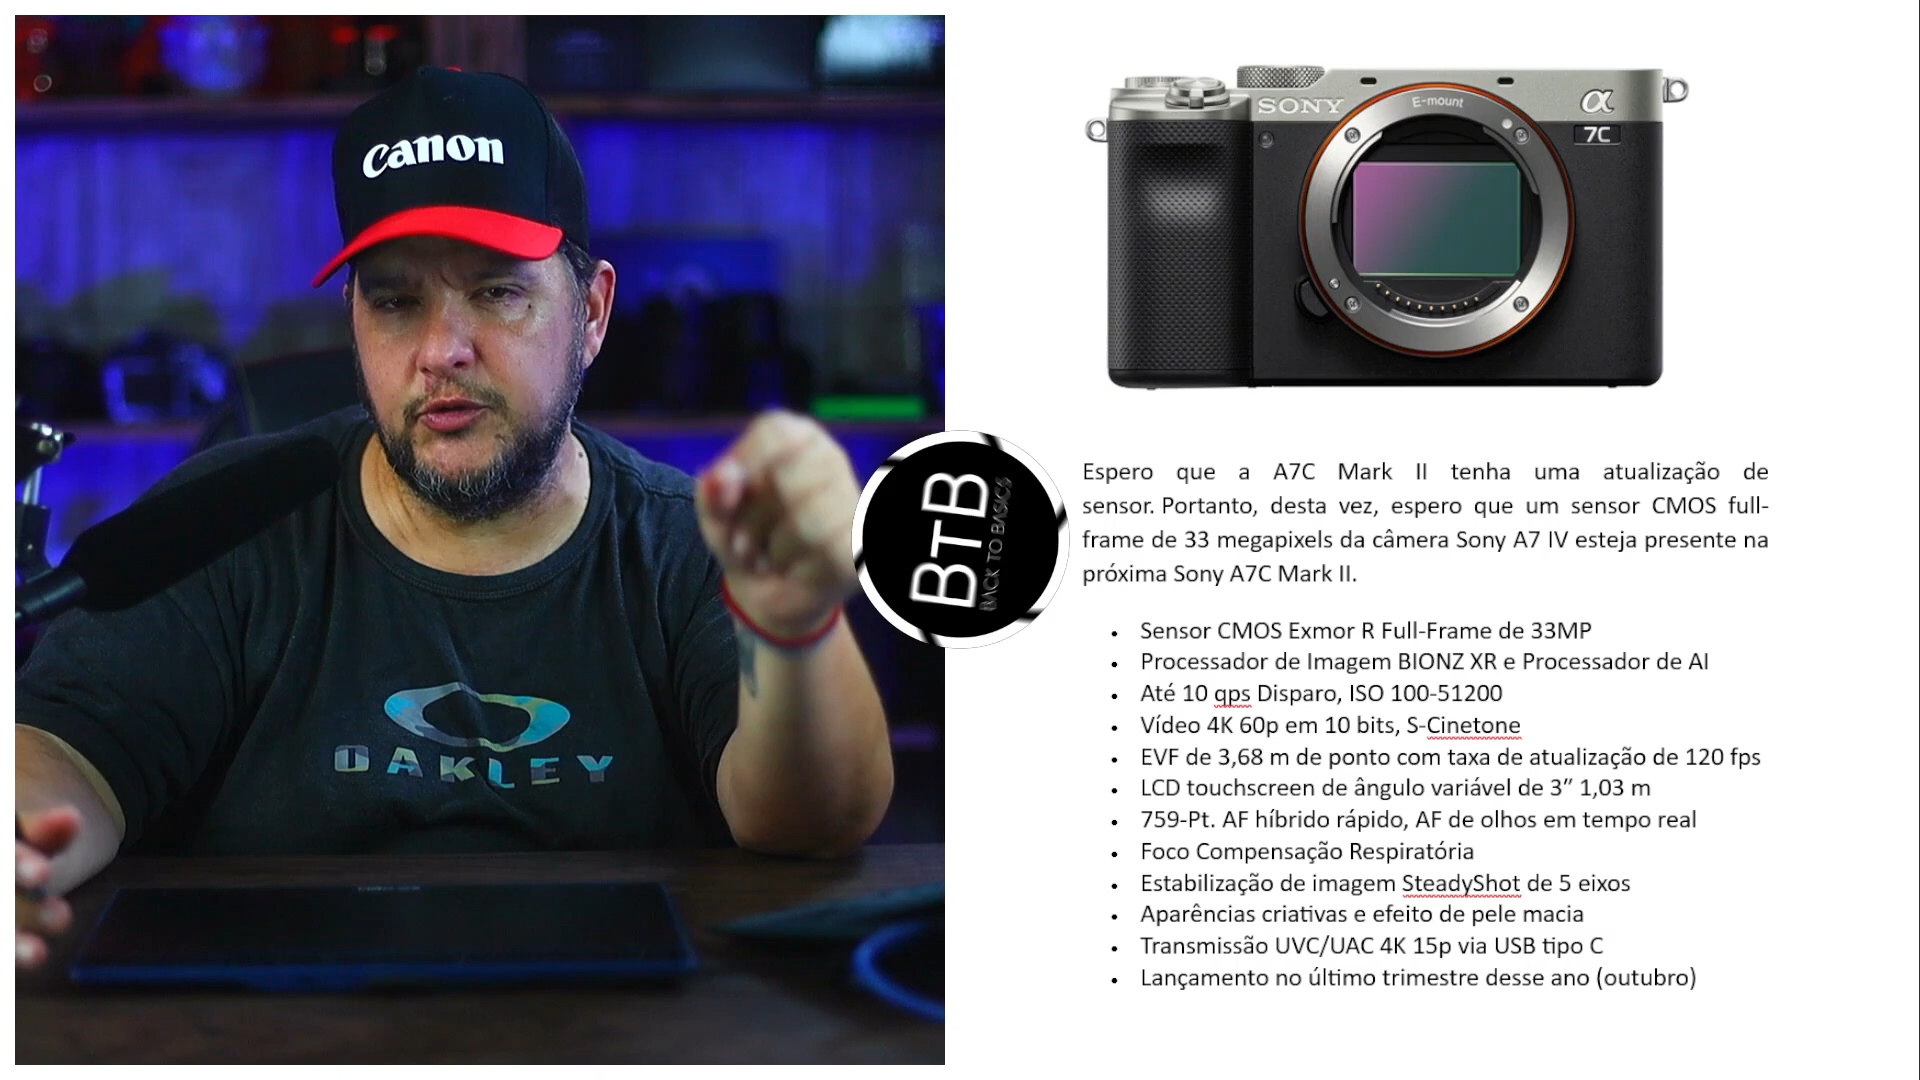 Canon
OAKLEY
BTB
BACK TO BASICS
SONY
E-mount
α
7C
Espero que a A7C Mark II tenha uma atualização de
sensor. Portanto, desta vez, espero que um sensor CMOS full-
frame de 33 megapixels da câmera Sony A7 IV esteja presente na
próxima Sony A7C Mark II.
• Sensor CMOS Exmor R Full-Frame de 33MP
• Processador de Imagem BIONZ XR e Processador de AI
• Até 10 qps Disparo, ISO 100-51200
• Vídeo 4K 60p em 10 bits, S-Cinetone
• EVF de 3,68 m de ponto com taxa de atualização de 120 fps
• LCD touchscreen de ângulo variável de 3” 1,03 m
• 759-Pt. AF híbrido rápido, AF de olhos em tempo real
• Foco Compensação Respiratória
• Estabilização de imagem SteadyShot de 5 eixos
• Aparências criativas e efeito de pele macia
• Transmissão UVC/UAC 4K 15p via USB tipo C
• Lançamento no último trimestre desse ano (outubro)